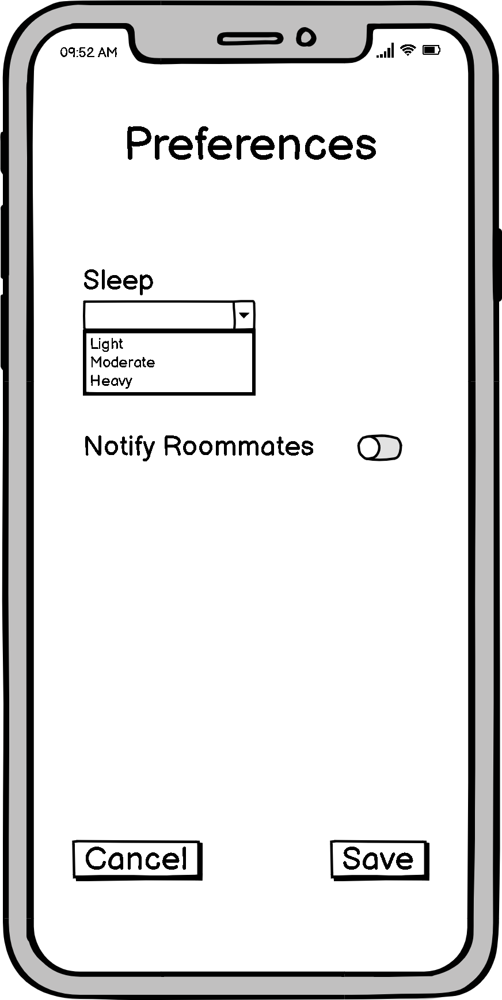 09:52 AM
Preferences
Sleep
Light
Moderate
Heavy
Notify Roommates
Cancel
Save